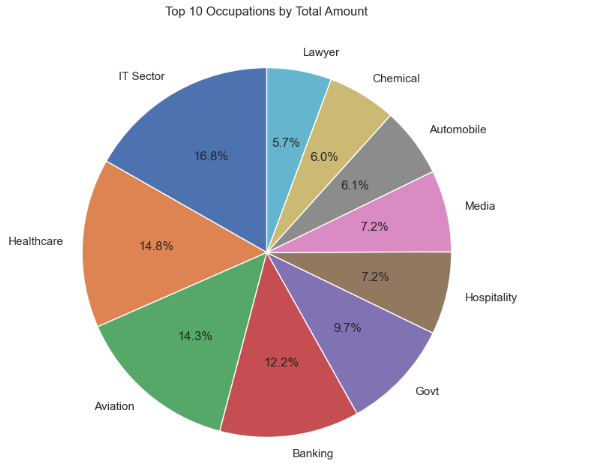 Top 10 Occupations by Total Amount
Lawyer
IT Sector
Chemical
Automobile
5.7%
6.0%
16.8%
6.1%
Media
7.2%
Healthcare
14.8%
7.2%
Hospitality
9.7%
14.3%
12.2%
Govt
Aviation
Banking